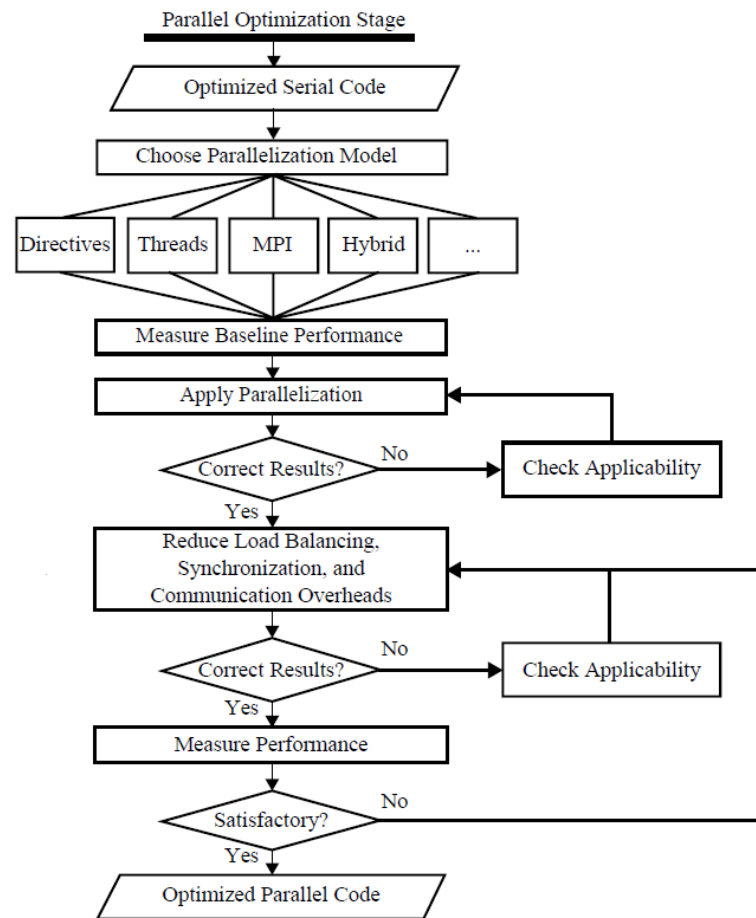 Parallel Optimization Stage
Optimized Serial Code
Choose Parallelization Model
Directives
Threads
MPI
Hybrid
...
Measure Baseline Performance
Apply Parallelization
Correct Results?
No
Check Applicability
Yes
Reduce Load Balancing,
Synchronization, and
Communication Overheads
Correct Results?
No
Check Applicability
Yes
Measure Performance
Satisfactory?
No
Yes
Optimized Parallel Code